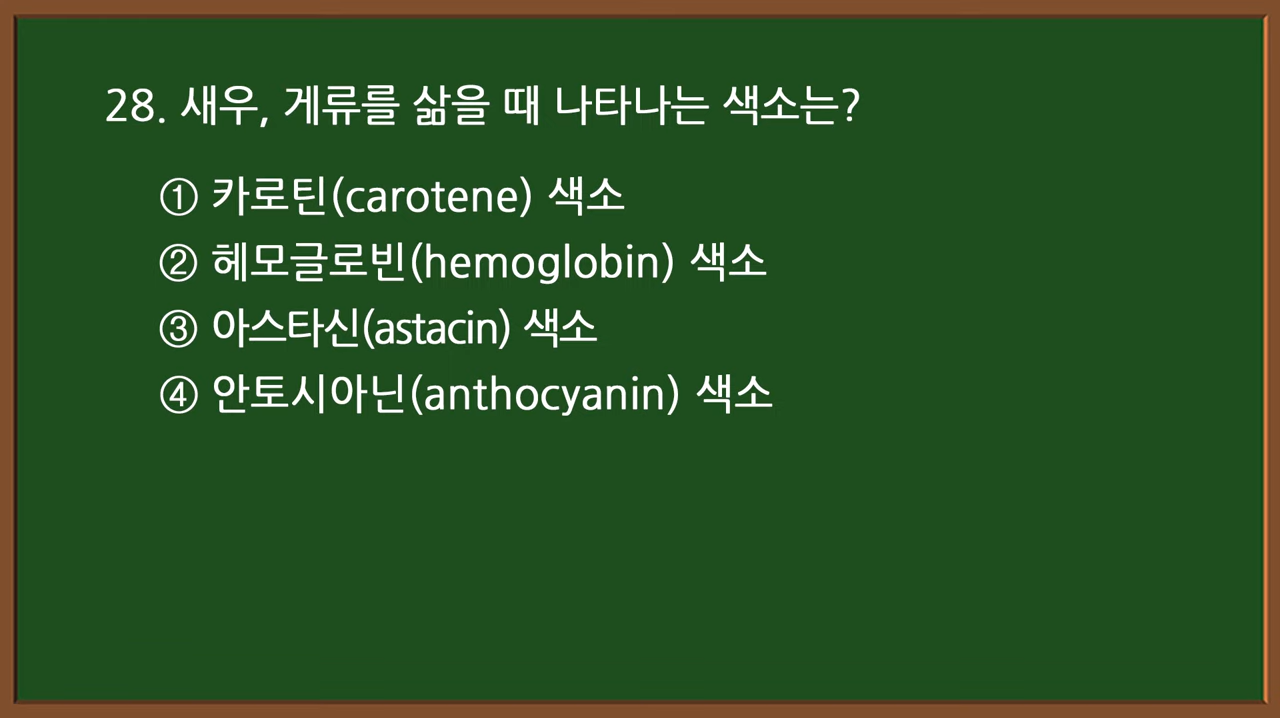 28. 새우, 게류를 삶을 때 나타나는 색소는?
① 카로틴(carotene) 색소
② 헤모글로빈(hemoglobin) 색소
③ 아스타신(astacin) 색소
④ 안토시아닌(anthocyanin) 색소